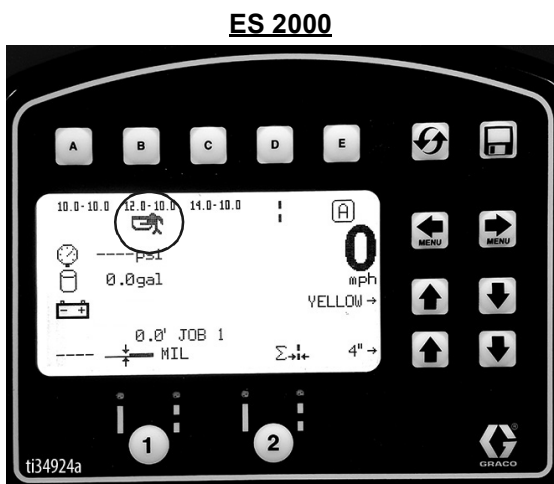 ES 2000
A B C D E
10.0-10.0 12.0-10.0 14.0-10.0
A
----psi
0
0.0gal
mph
YELLOW→
- +
0.0' JOB 1
---- MIL Σ 4"→
MENU MENU
1 2
ti34924a
GRACO